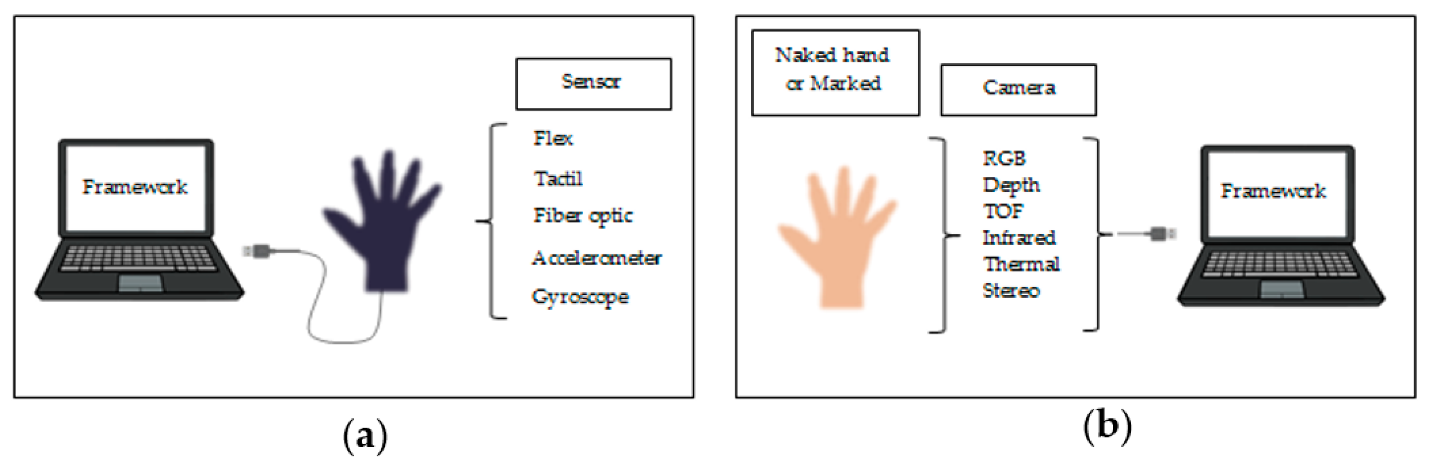 Sensor
Framework
Flex
Tactil
Fiber optic
Accelerometer
Gyroscope
(a)
Naked hand
or Marked
Camera
RGB
Depth
TOF
Infrared
Thermal
Stereo
Framework
(b)